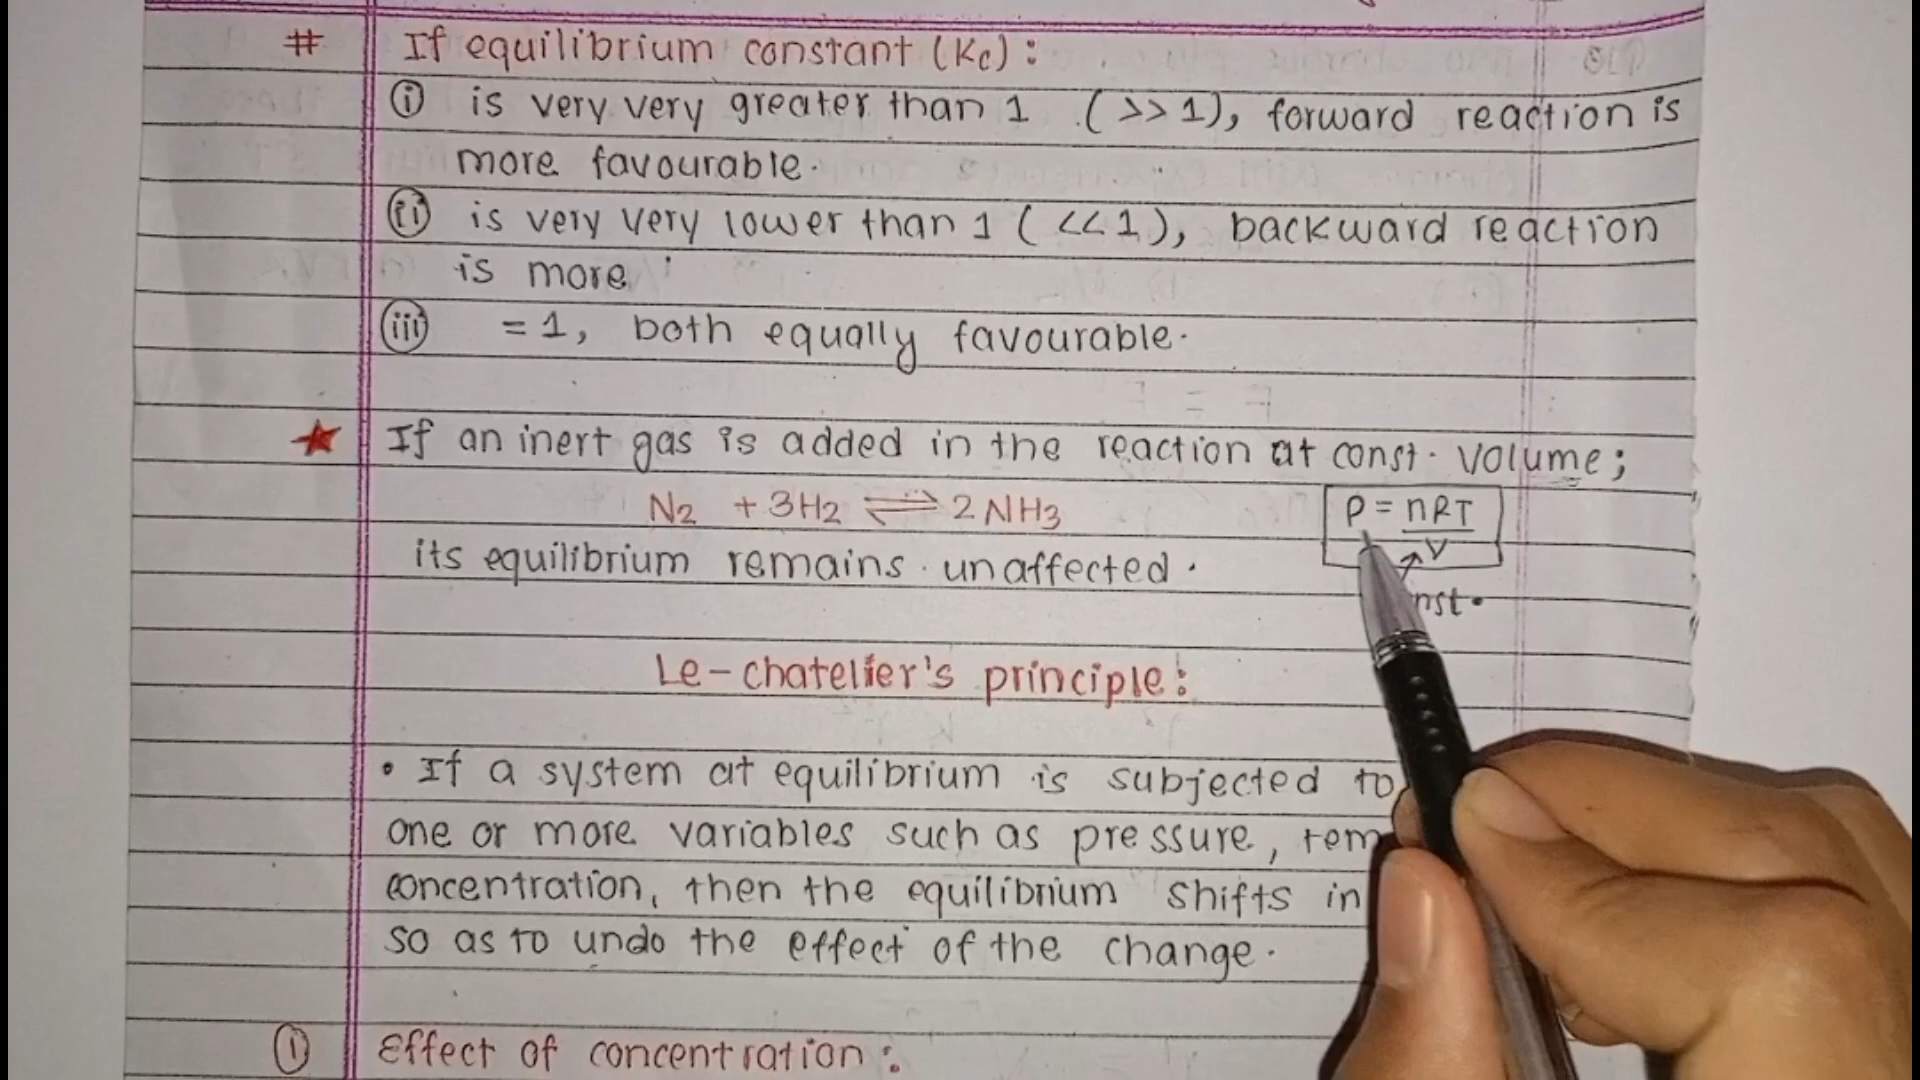 # If equilibrium constant (Kc) :
(i) is very very greater than 1 (>>1), forward reaction is
more favourable.
(ii) is very very lower than 1 (<<1), backward reaction
is more
(iii) = 1, both equally favourable.
★ If an inert gas is added in the reaction at const. volume;
N2 + 3H2 ⇌ 2NH3
P = nRT
V
its equilibrium remains unaffected.
nst.
Le-chatelier's principle:
• If a system at equilibrium is subjected to
one or more variables such as pressure, tem
concentration, then the equilibrium shifts in
so as to undo the effect of the change.
(1) Effect of concentration: